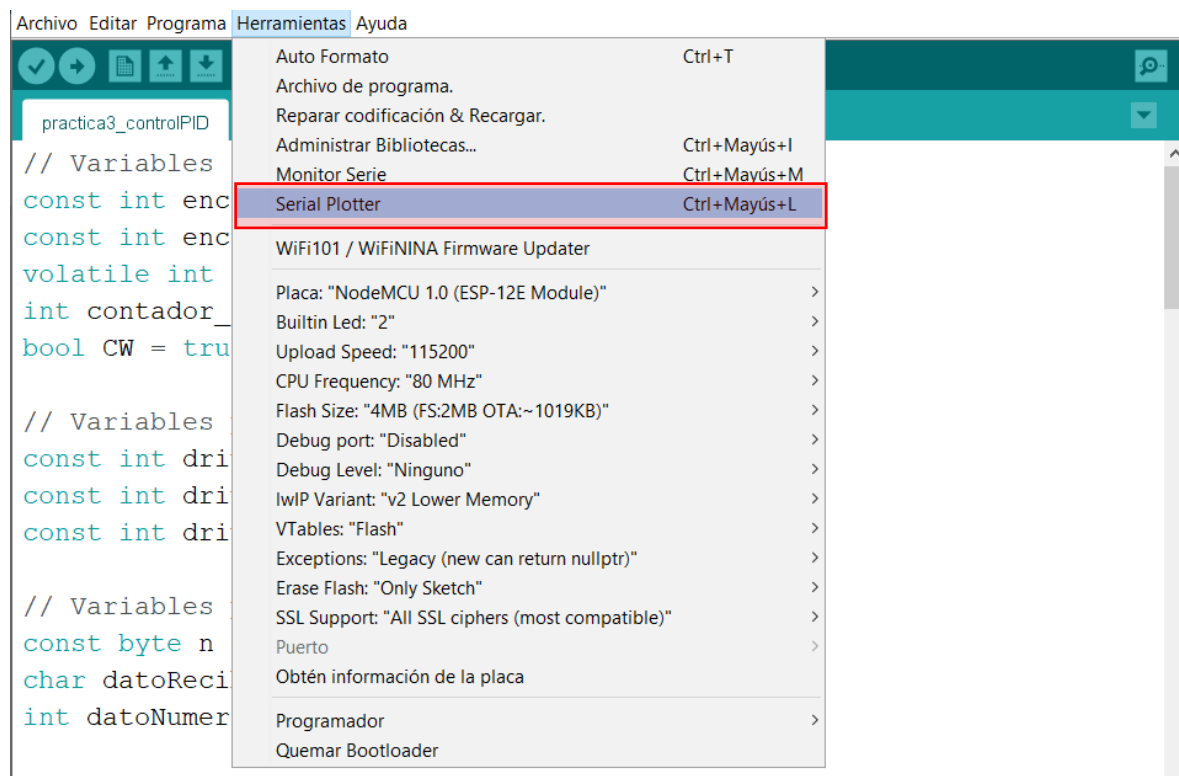 Archivo Editar Programa Herramientas Ayuda
practica3_controlPID
Auto Formato Ctrl+T
Archivo de programa.
Reparar codificación & Recargar.
Administrar Bibliotecas... Ctrl+Mayús+I
Monitor Serie Ctrl+Mayús+M
Serial Plotter Ctrl+Mayús+L
WiFi101 / WiFiNINA Firmware Updater
Placa: "NodeMCU 1.0 (ESP-12E Module)"
Builtin Led: "2"
Upload Speed: "115200"
CPU Frequency: "80 MHz"
Flash Size: "4MB (FS:2MB OTA:~1019KB)"
Debug port: "Disabled"
Debug Level: "Ninguno"
lwIP Variant: "v2 Lower Memory"
VTables: "Flash"
Exceptions: "Legacy (new can return nullptr)"
Erase Flash: "Only Sketch"
SSL Support: "All SSL ciphers (most compatible)"
Puerto
Obtén información de la placa
Programador
Quemar Bootloader
// Variables
const int enc
const int enc
volatile int
int contador_
bool CW = tru
// Variables
const int dri
const int dri
const int dri
// Variables
const byte n
char datoReci
int datoNumer